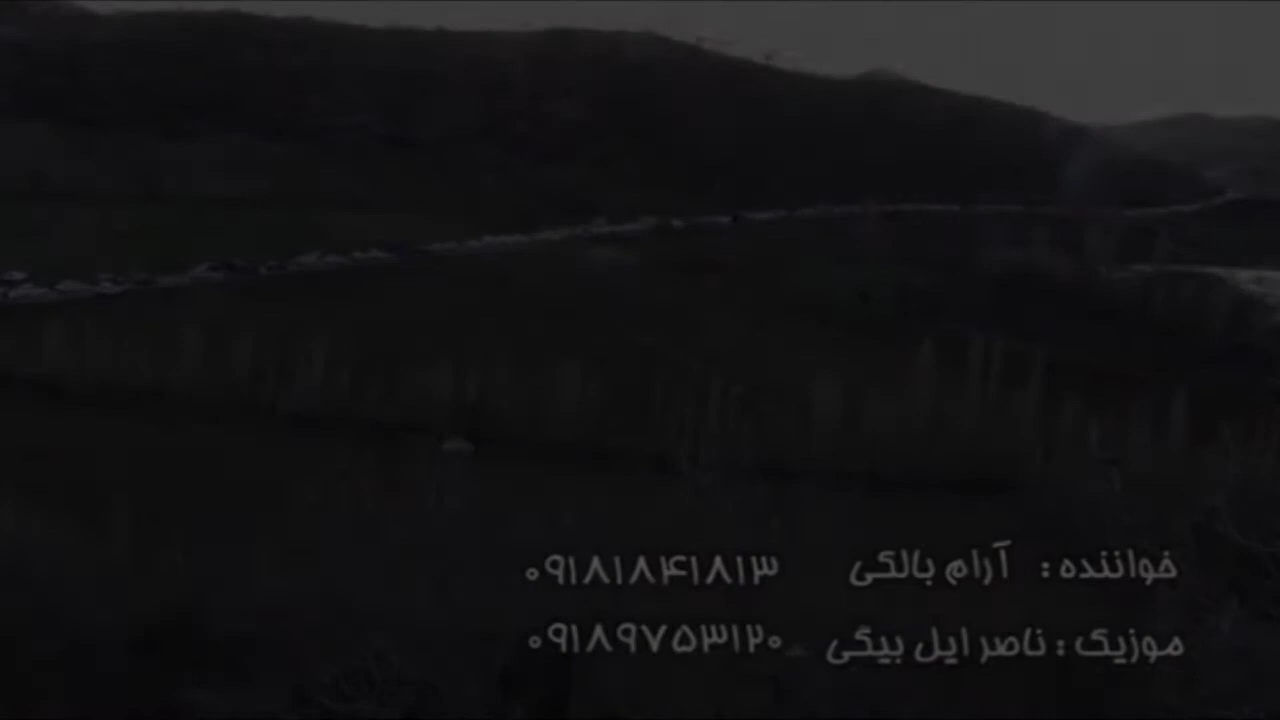 خواننده : آرام بالکی ۰۹۱۸۱۸۴۱۸۱۳
موزیک : ناصر ایل بیگی ۰۹۱۸۹۷۵۳۱۲۰